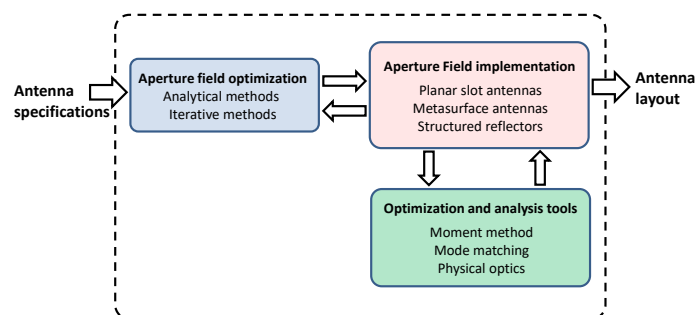 Antenna
specifications
Aperture field optimization
Analytical methods
Iterative methods
Aperture Field implementation
Planar slot antennas
Metasurface antennas
Structured reflectors
Antenna
layout
Optimization and analysis tools
Moment method
Mode matching
Physical optics